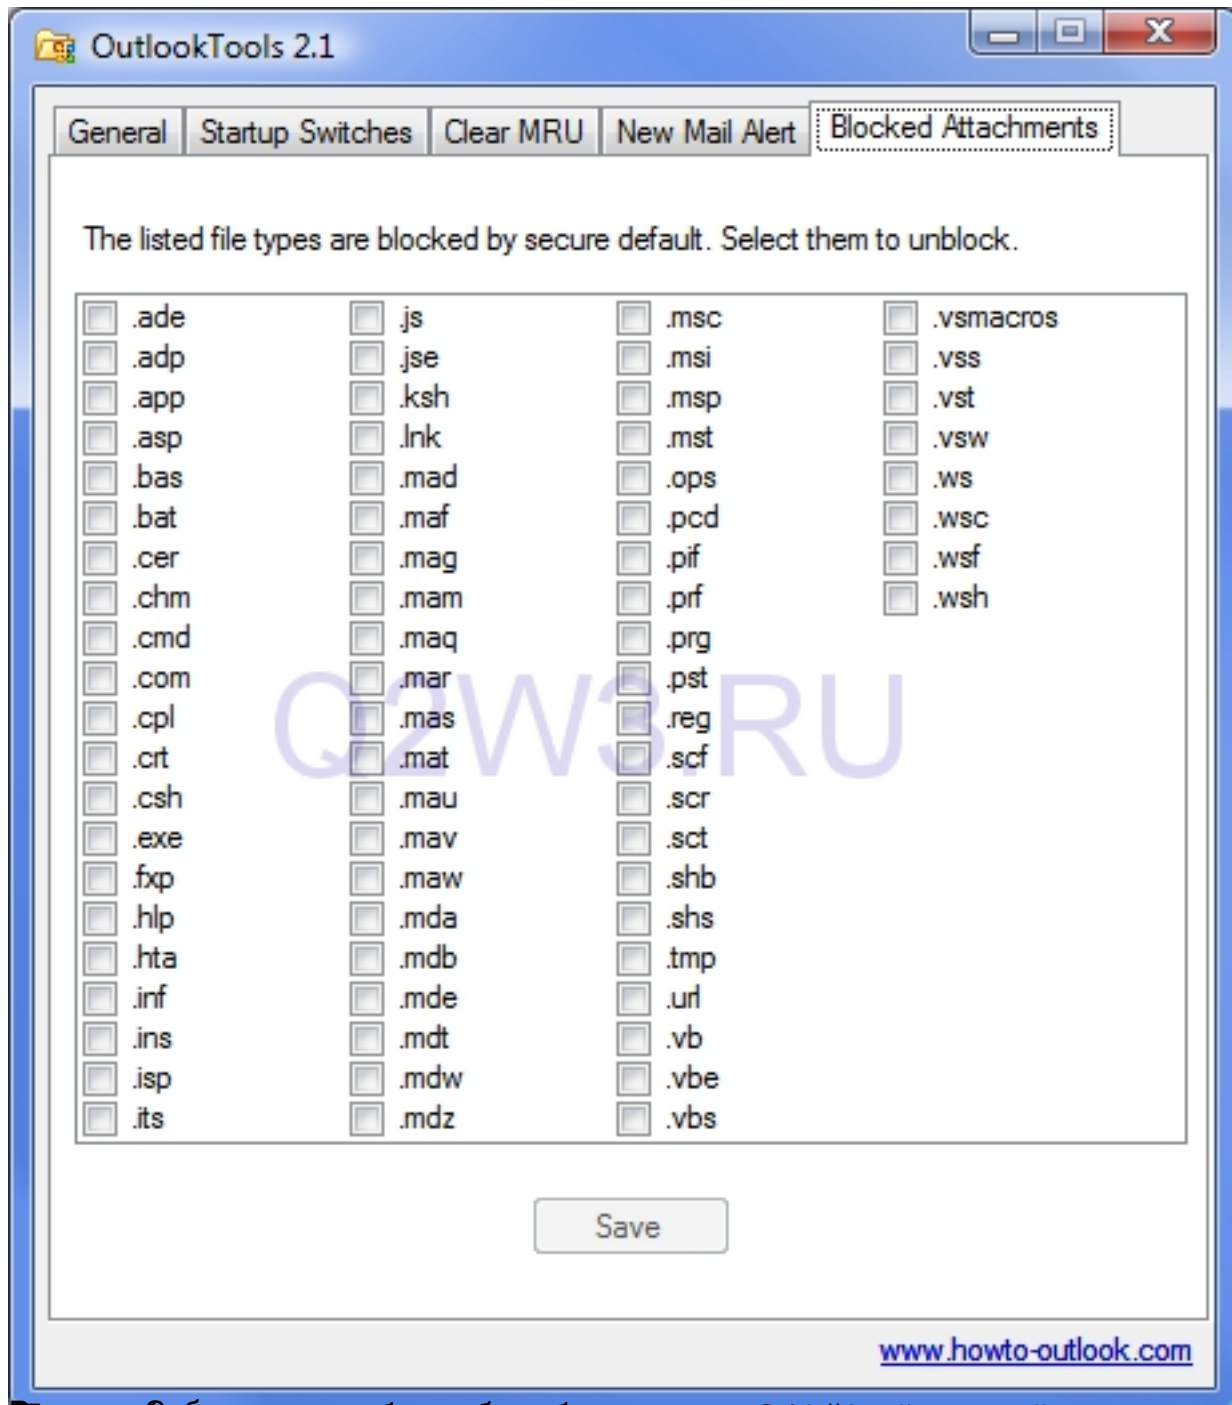 OutlookTools 2.1
General Startup Switches Clear MRU New Mail Alert Blocked Attachments
The listed file types are blocked by secure default. Select them to unblock.
.ade .js .msc .vsmacros
.adp .jse .msi .vss
.app .ksh .msp .vst
.asp .lnk .mst .vsw
.bas .mad .ops .ws
.bat .maf .pcd .wsc
.cer .mag .pif .wsf
.chm .mam .prf .wsh
.cmd .maq .prg
.com .mar .pst
.cpl .mas .reg
.crt .mat .scf
.csh .mau .scr
.exe .mav .sct
.fxp .maw .shb
.hlp .mda .shs
.hta .mdb .tmp
.inf .mde .url
.ins .mdt .vb
.isp .mdw .vbe
.its .mdz .vbs
Q2W3.RU
Save
www.howto-outlook.com